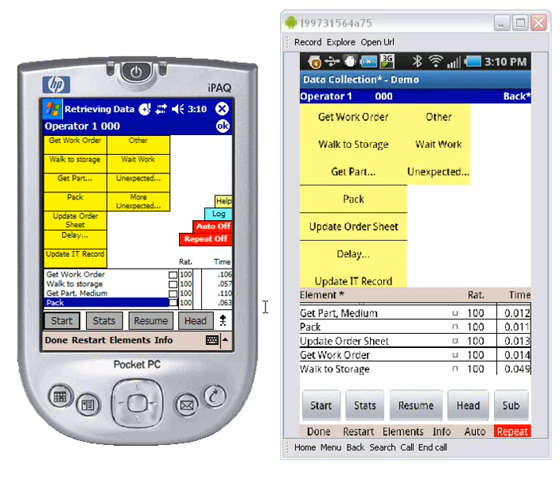 hp
iPAQ
Retrieving Data 3:10
Operator 1 000 ok
Get Work Order Other
Walk to storage Wait Work
Get Part... Unexpected...
Pack More Unexpected...
Update Order Sheet
Delay...
Update IT Record
Help
Log
Auto Off
Repeat Off
Rat. Time
Get Work Order 100 .106
Walk to storage 100 .057
Get Part, Medium 100 .110
Pack 100 .063
Start Stats Resume Head
Done Restart Elements Info
Pocket PC
199731564a75
Record Explore Open Url
3G 3:10 PM
Data Collection* - Demo
Operator 1 000 Back*
Get Work Order Other
Walk to Storage Wait Work
Get Part... Unexpected...
Pack
Update Order Sheet
Delay...
Update IT Record
Element * Rat. Time
Get Part, Medium 100 0.012
Pack 100 0.011
Update Order Sheet 100 0.013
Get Work Order 100 0.014
Walk to Storage 100 0.049
Start Stats Resume Head Sub
Done Restart Elements Info Auto Repeat
Home Menu Back Search Call End call